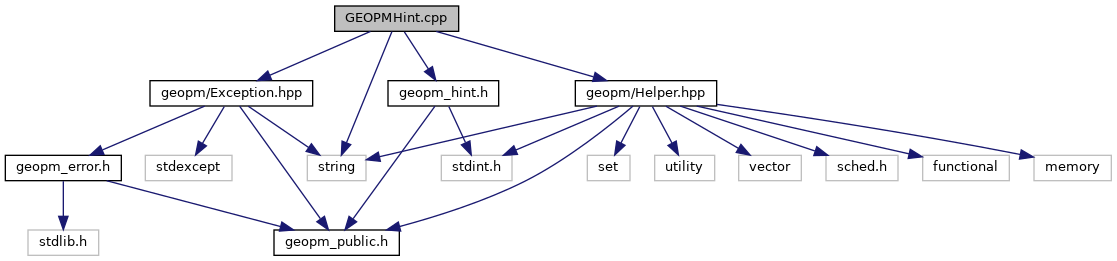 GEOPMHint.cpp
geopm/Exception.hpp
geopm_hint.h
geopm/Helper.hpp
geopm_error.h
stdexcept
string
stdint.h
set
utility
vector
sched.h
functional
memory
stdlib.h
geopm_public.h